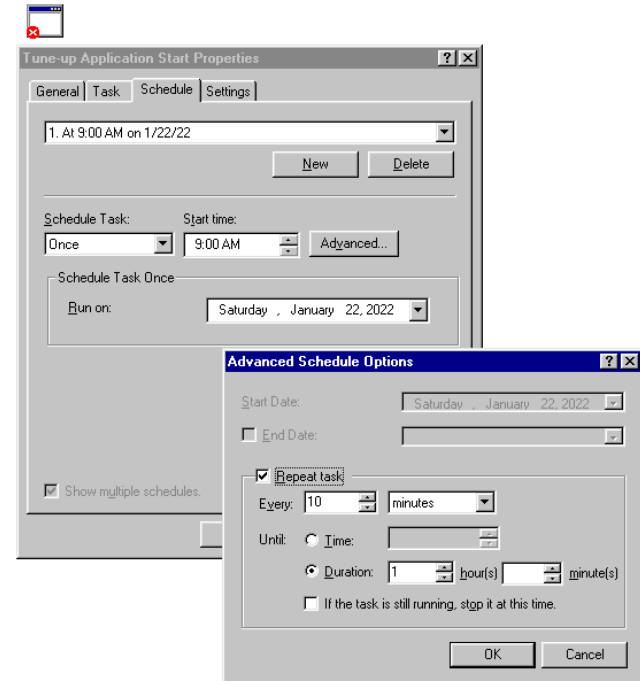 Tune-up Application Start Properties
General Task Schedule Settings
1. At 9:00 AM on 1/22/22
New Delete
Schedule Task: Start time:
Once 9:00 AM Advanced...
Schedule Task Once
Run on: Saturday , January 22, 2022
Show multiple schedules.
Advanced Schedule Options
Start Date: Saturday , January 22, 2022
End Date:
Repeat task
Every: 10 minutes
Until: Time:
Duration: 1 hour(s) minute(s)
If the task is still running, stop it at this time.
OK Cancel